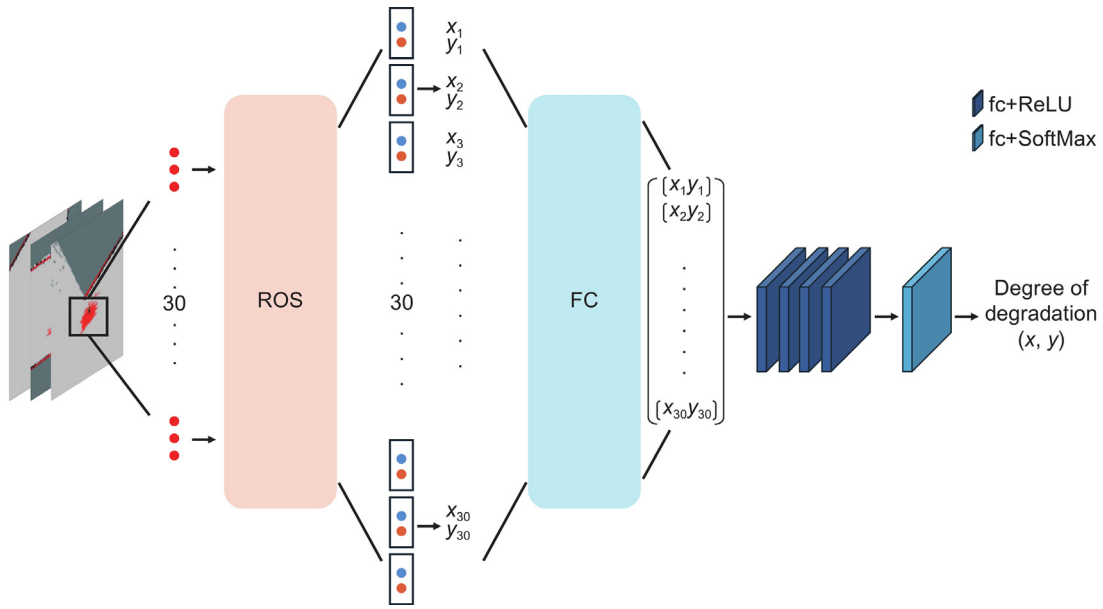 x1
y1
x2
y2
x3
y3
30
ROS
30
x30
y30
FC
[x1y1]
[x2y2]
[x30y30]
fc+ReLU
fc+SoftMax
Degree of
degradation
(x, y)